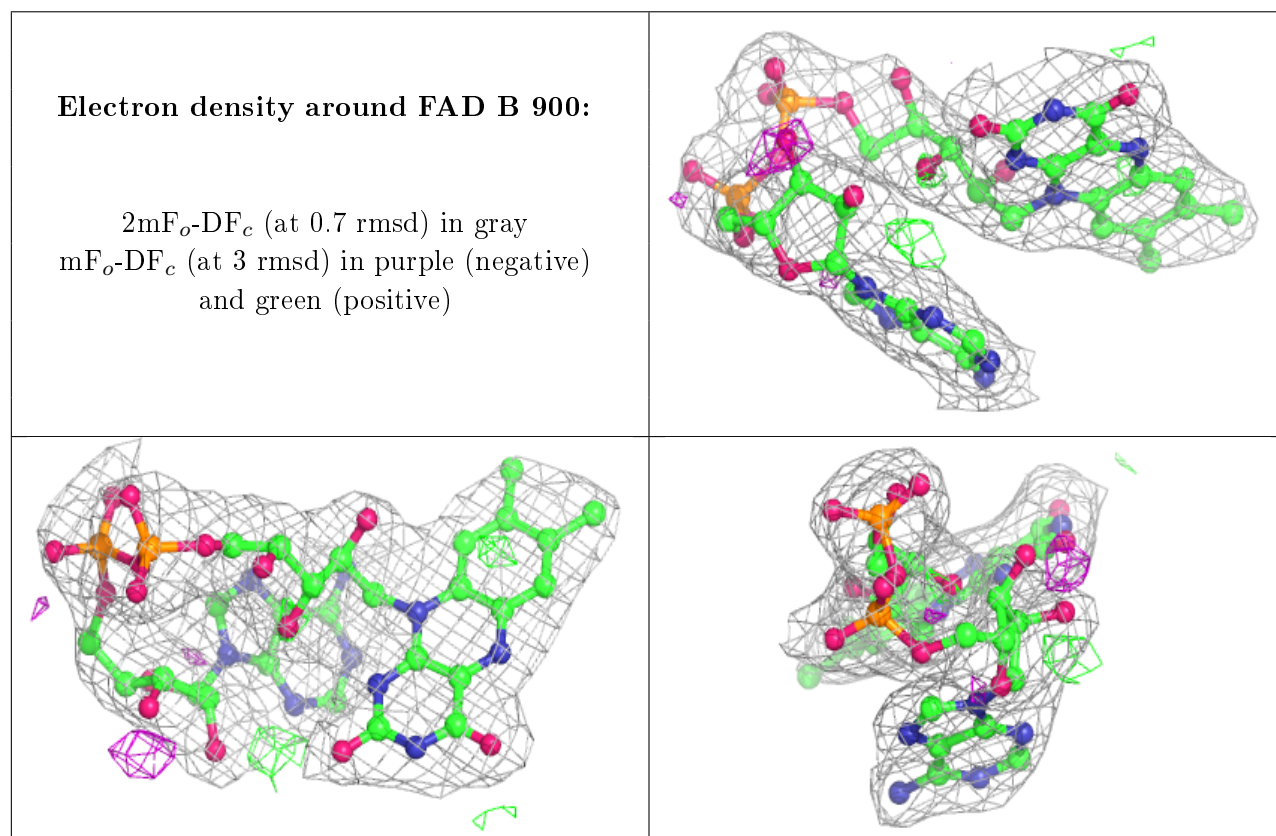 Electron density around FAD B 900:
2mFₒ-DF𝒸 (at 0.7 rmsd) in gray
mFₒ-DF𝒸 (at 3 rmsd) in purple (negative)
and green (positive)